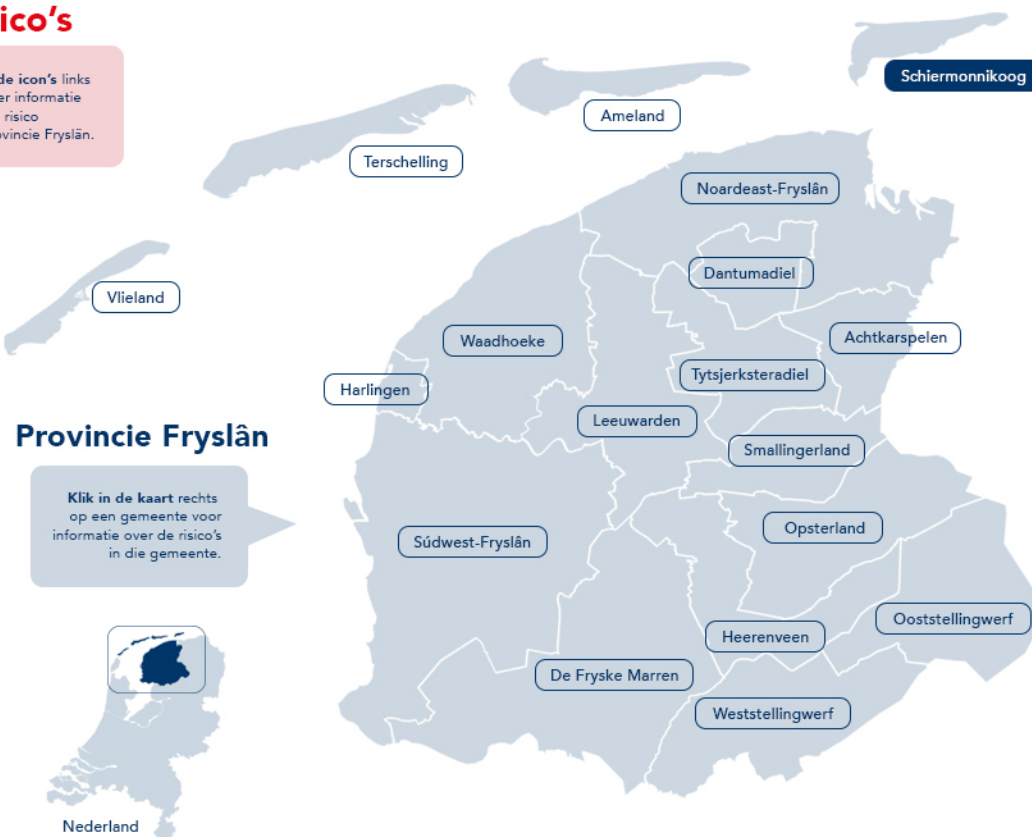 ico's
de icon's links
er informatie
risico
ovincie Fryslän.
Schiermonnikoog
Ameland
Terschelling
Noardeast-Fryslân
Dantumadiel
Vlieland
Waadhoeke
Achtkarspelen
Harlingen
Tytsjerksteradiel
Leeuwarden
Smallingerland
Provincie Fryslân
Klik in de kaart rechts
op een gemeente voor
informatie over de risico's
in die gemeente.
Opsterland
Súdwest-Fryslân
Ooststellingwerf
Heerenveen
De Fryske Marren
Weststellingwerf
Nederland